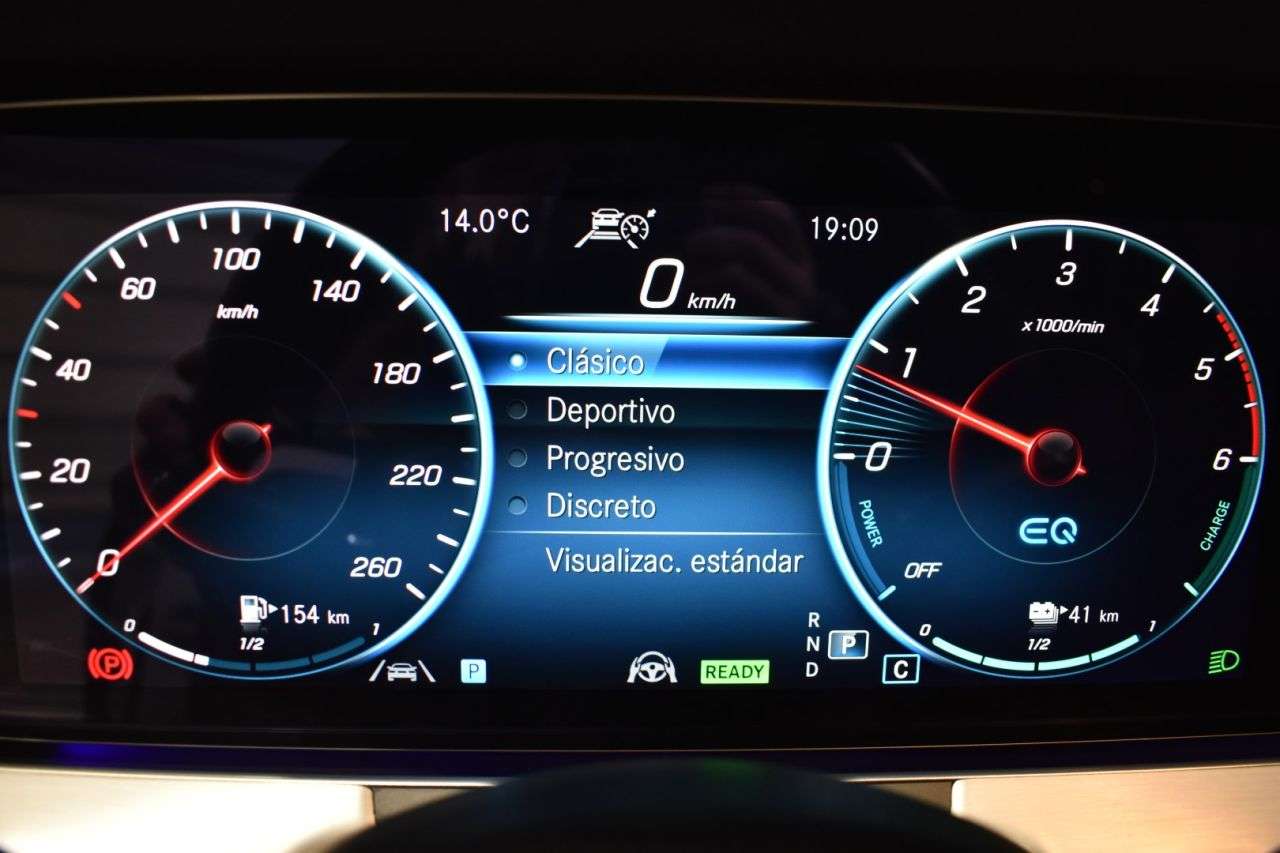 14.0°C
19:09
0 km/h
100
60
140
km/h
40
180
20
220
0
260
154 km
0
1/2
1
Clásico
Deportivo
Progresivo
Discreto
Visualizac. estándar
3
2
4
x1000/min
1
5
0
6
POWER
EQ
CHARGE
OFF
41 km
0
1/2
1
R
N
P
D
C
P
P
READY